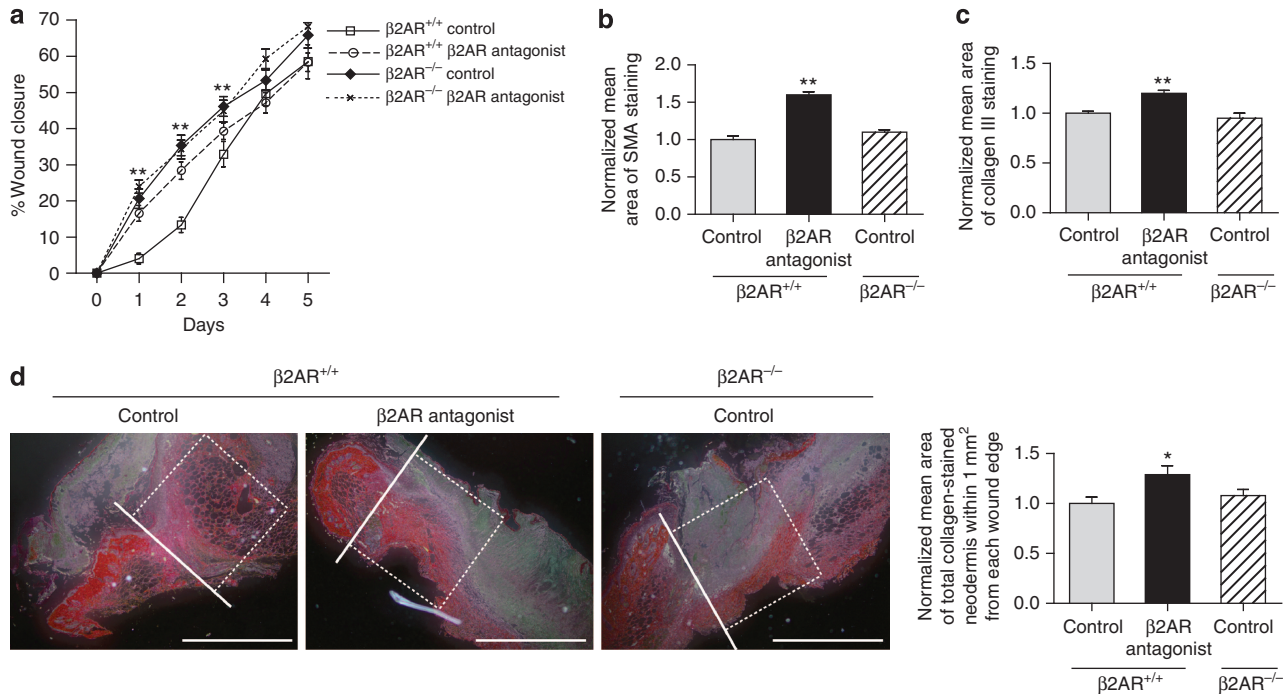 a
% Wound closure
70
60
50
40
30
20
10
0
0 1 2 3 4 5
Days
**
**
**
β2AR+/+ control
β2AR+/+ β2AR antagonist
β2AR−/− control
β2AR−/− β2AR antagonist
b
Normalized mean
area of SMA staining
2.0
1.5
1.0
0.5
0.0
**
Control β2AR Control
antagonist
β2AR+/+ β2AR−/−
c
Normalized mean area
of collagen III staining
1.5
1.0
0.5
0.0
**
Control β2AR Control
antagonist
β2AR+/+ β2AR−/−
d
β2AR+/+ β2AR−/−
Control β2AR antagonist Control
Normalized mean area
of total collagen-stained
neodermis within 1 mm2
from each wound edge
1.5
1.0
0.5
0.0
*
Control β2AR Control
antagonist
β2AR+/+ β2AR−/−